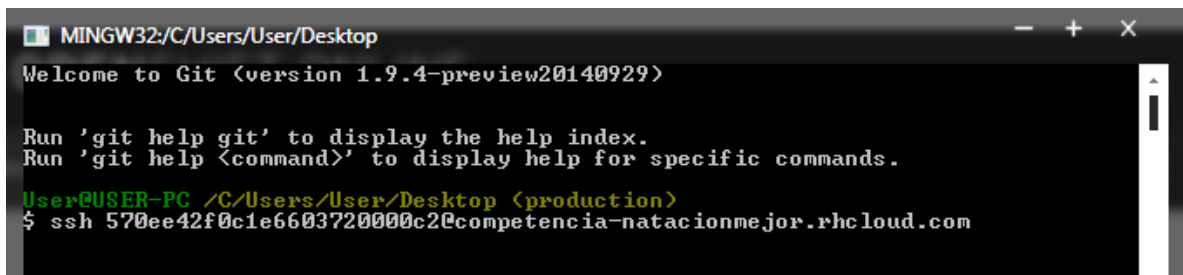 MINGW32:/C/Users/User/Desktop
Welcome to Git (version 1.9.4-preview20140929)
Run 'git help git' to display the help index.
Run 'git help <command>' to display help for specific commands.
User@USER-PC /C/Users/User/Desktop (production)
$ ssh 570ee42f0c1e6603720000c2@competencia-natacionmejor.rhcloud.com